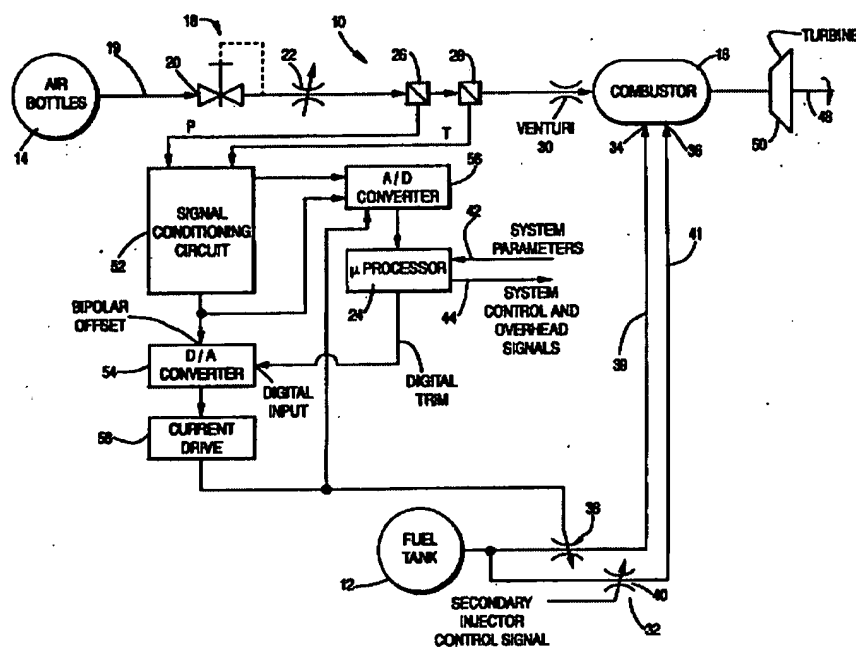 18
10
19
20
22
26
28
16
TURBINE
AIR
BOTTLES
COMBUSTOR
14
P
T
VENTURI
30
34
36
50
48
56
SIGNAL
CONDITIONING
CIRCUIT
52
A/D
CONVERTER
42
SYSTEM
PARAMETERS
41
μ PROCESSOR
24
44
SYSTEM
CONTROL AND
OVERHEAD
SIGNALS
39
BIPOLAR
OFFSET
54
D/A
CONVERTER
DIGITAL
INPUT
DIGITAL
TRIM
58
CURRENT
DRIVE
38
FUEL
TANK
12
40
SECONDARY
INJECTOR
CONTROL SIGNAL
32